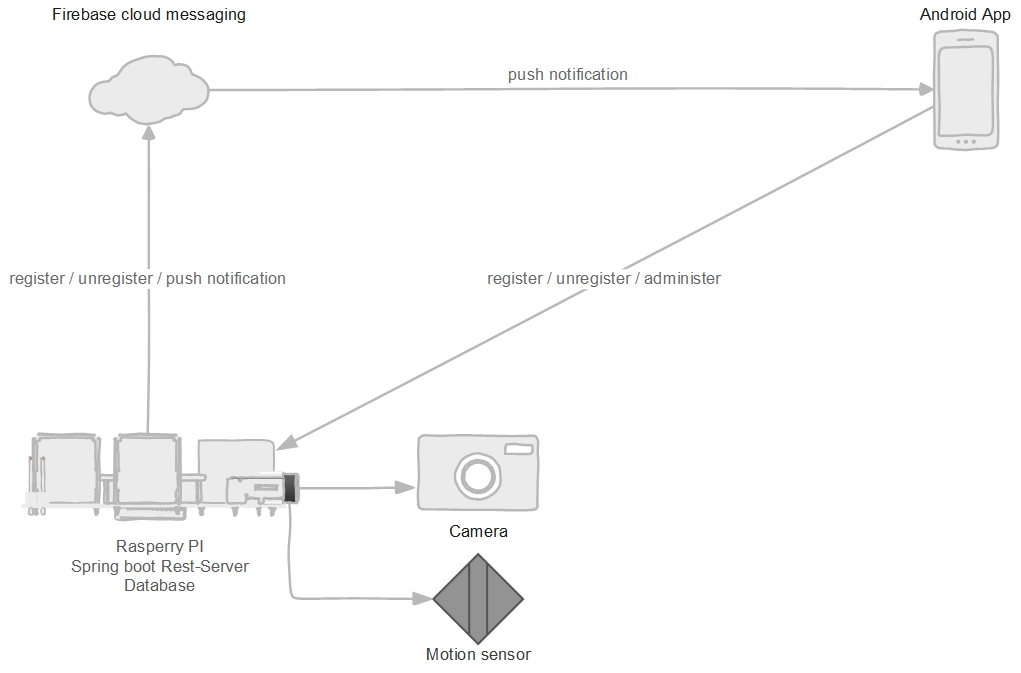 Firebase cloud messaging
Android App
push notification
register / unregister / push notification
register / unregister / administer
Rasperry PI
Spring boot Rest-Server
Database
Camera
Motion sensor